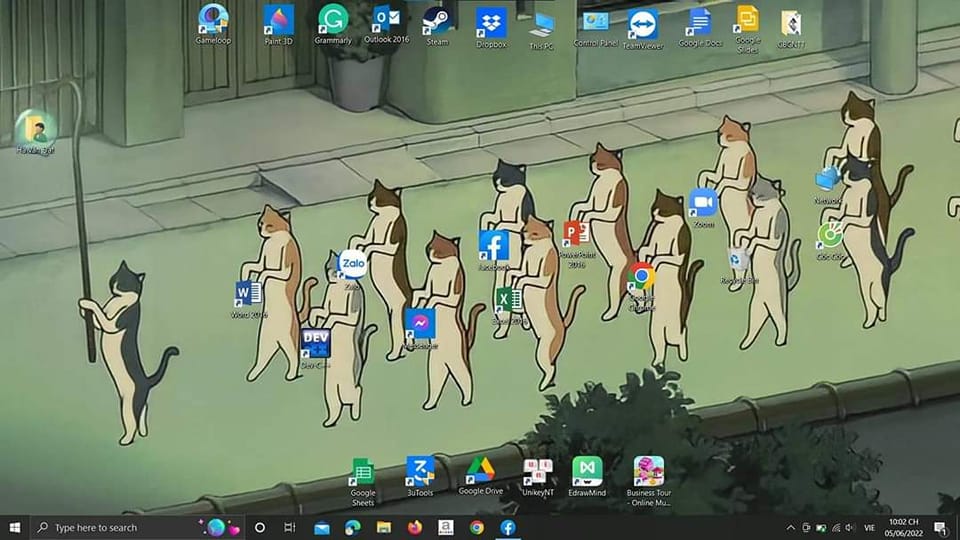 Gameloop
Paint 3D
Grammarly
Outlook 2016
Steam
Dropbox
This PC
Control Panel
TeamViewer
Google Docs
Google
Slides
Network
Zoom
Cốc Cốc
Recycle Bin
PowerPoint
2016
Facebook
Google
Chrome
Zalo
Zalo
Word 2016
Excel 2016
Messenger
DEV
Dev-C++
Google
Sheets
3uTools
Google Drive
UnikeyNT
EdrawMind
Business Tour
- Online Mu...
Type here to search
VIE
10:02 CH
05/06/2022